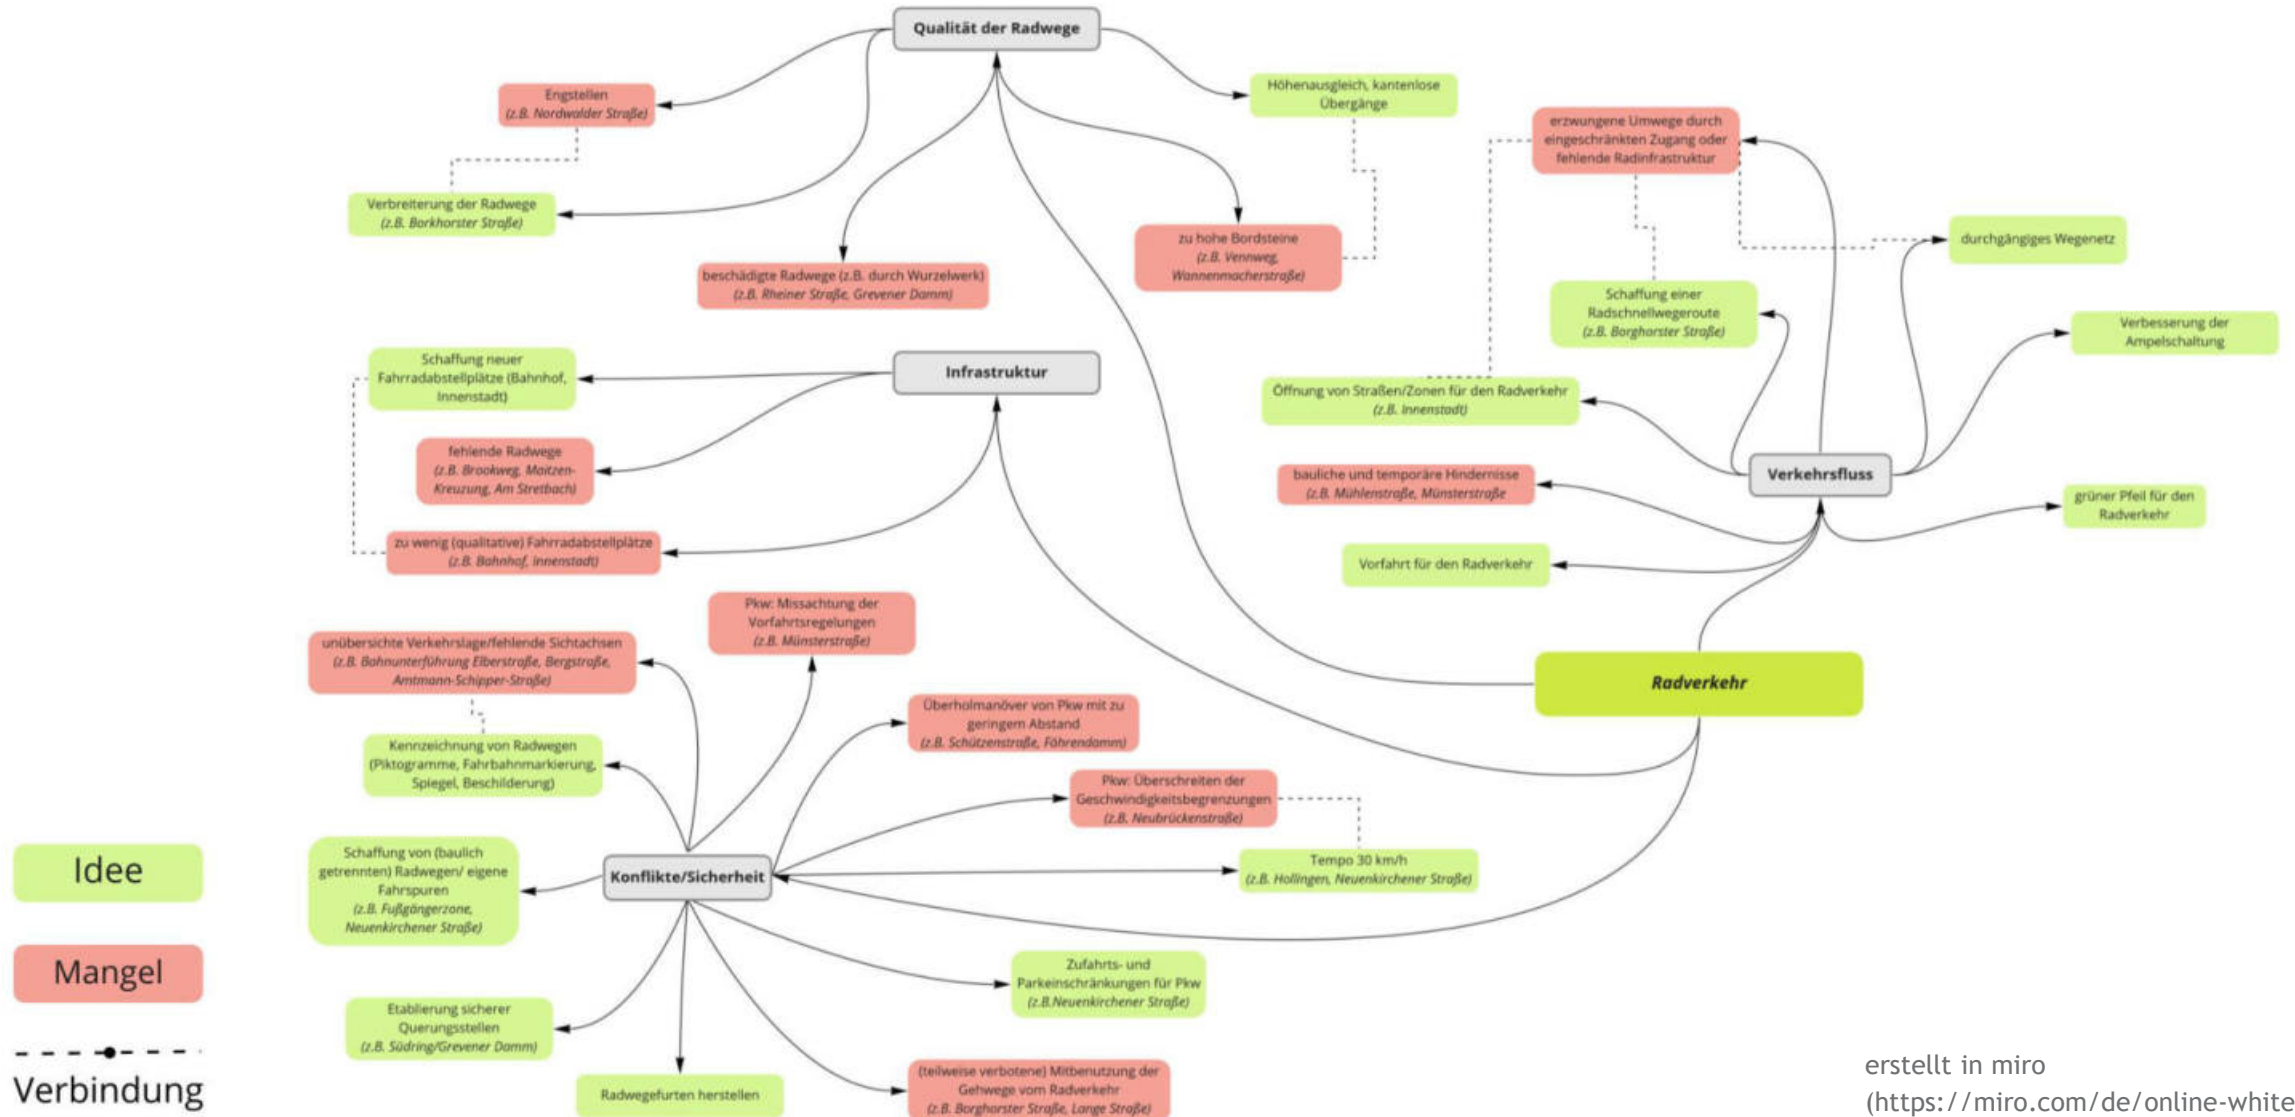 Qualität der Radwege
Engstellen
(z.B. Nordwalder Straße)
Verbreiterung der Radwege
(z.B. Borkhorster Straße)
beschädigte Radwege (z.B. durch Wurzelwerk)
(z.B. Rheiner Straße, Grevener Damm)
zu hohe Bordsteine
(z.B. Vennweg,
Wannenmacherstraße)
Höhenausgleich, kantenlose
Übergänge
erzwungene Umwege durch
eingeschränkten Zugang oder
fehlende Radinfrastruktur
durchgängiges Wegenetz
Schaffung einer
Radschnellwegeroute
(z.B. Borghorster Straße)
Verbesserung der
Ampelschaltung
Öffnung von Straßen/Zonen für den Radverkehr
(z.B. Innenstadt)
Verkehrsfluss
bauliche und temporäre Hindernisse
(z.B. Mühlenstraße, Münsterstraße
grüner Pfeil für den
Radverkehr
Vorfahrt für den Radverkehr
Infrastruktur
Schaffung neuer
Fahrradabstellplätze (Bahnhof,
Innenstadt)
fehlende Radwege
(z.B. Brookweg, Maitzen-
Kreuzung, Am Stretbach)
zu wenig (qualitative) Fahrradabstellplätze
(z.B. Bahnhof, Innenstadt)
Radverkehr
Pkw: Missachtung der
Vorfahrtsregelungen
(z.B. Münsterstraße)
unübersichte Verkehrslage/fehlende Sichtachsen
(z.B. Bahnunterführung Elberstraße, Bergstraße,
Amtmann-Schipper-Straße)
Überholmanöver von Pkw mit zu
geringem Abstand
(z.B. Schützenstraße, Föhrendamm)
Kennzeichnung von Radwegen
(Piktogramme, Fahrbahnmarkierung,
Spiegel, Beschilderung)
Pkw: Überschreiten der
Geschwindigkeitsbegrenzungen
(z.B. Neubrückenstraße)
Konflikte/Sicherheit
Schaffung von (baulich
getrennten) Radwegen/ eigene
Fahrspuren
(z.B. Fußgängerzone,
Neuenkirchener Straße)
Tempo 30 km/h
(z.B. Hollingen, Neuenkirchener Straße)
Zufahrts- und
Parkeinschränkungen für Pkw
(z.B.Neuenkirchener Straße)
Etablierung sicherer
Querungsstellen
(z.B. Südring/Grevener Damm)
Radwegefurten herstellen
(teilweise verbotene) Mitbenutzung der
Gehwege vom Radverkehr
(z.B. Borghorster Straße, Lange Straße)
Idee
Mangel
Verbindung
erstellt in miro
(https://miro.com/de/online-white